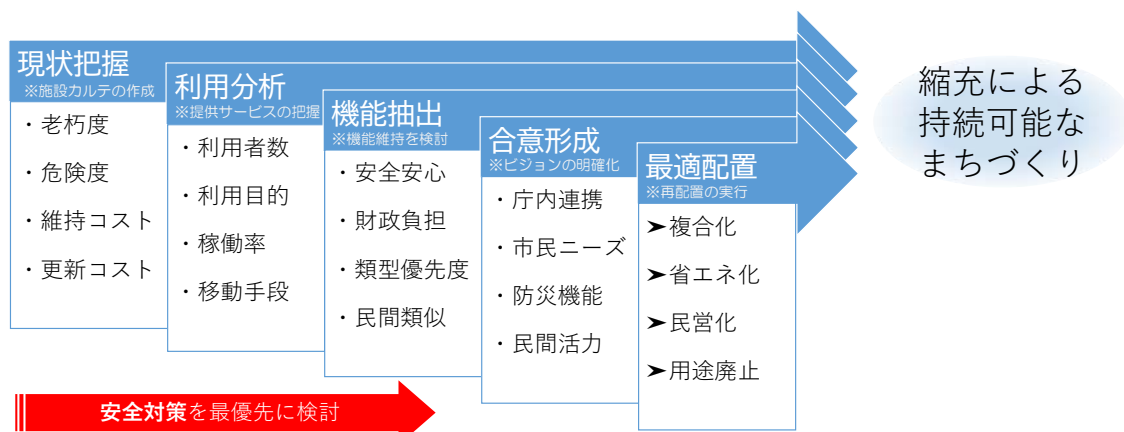 現状把握
※施設カルテの作成
・老朽度
・危険度
・維持コスト
・更新コスト
利用分析
※提供サービスの把握
・利用者数
・利用目的
・稼働率
・移動手段
機能抽出
※機能維持を検討
・安全安心
・財政負担
・類型優先度
・民間類似
合意形成
※ビジョンの明確化
・庁内連携
・市民ニーズ
・防災機能
・民間活力
最適配置
※再配置の実行
➤複合化
➤省エネ化
➤民営化
➤用途廃止
縮充による
持続可能な
まちづくり
安全対策を最優先に検討